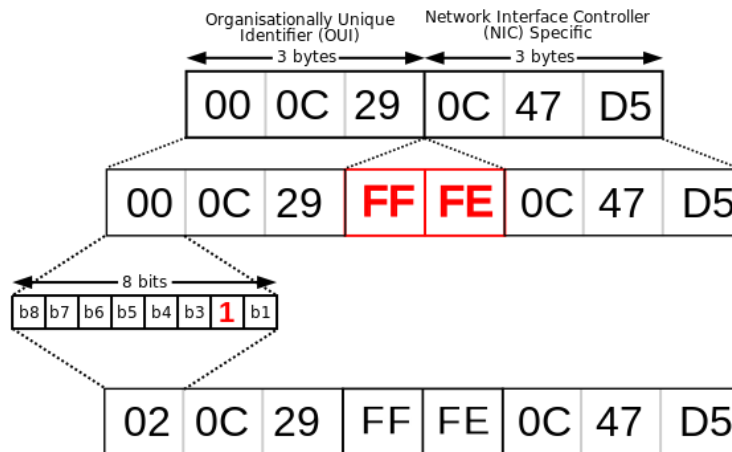 Organisationally Unique
Identifier (OUI)
Network Interface Controller
(NIC) Specific
3 bytes
3 bytes
00 0C 29 0C 47 D5
00 0C 29 FF FE 0C 47 D5
8 bits
b8 b7 b6 b5 b4 b3 1 b1
02 0C 29 FF FE 0C 47 D5